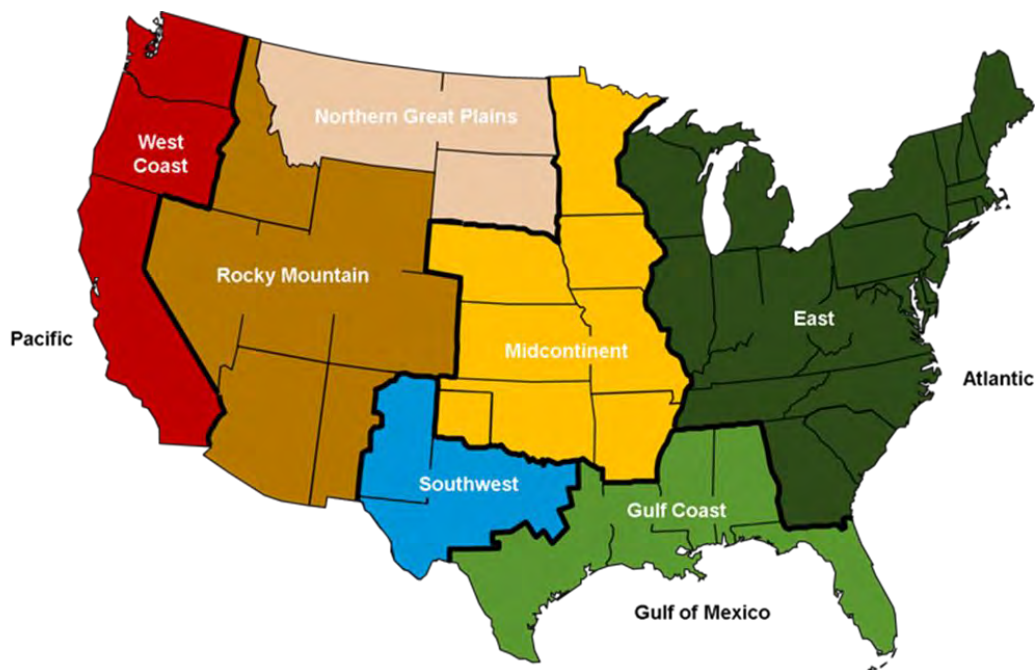 Northern Great Plains
West
Coast
Rocky Mountain
East
Pacific
Midcontinent
Atlantic
Southwest
Gulf Coast
Gulf of Mexico